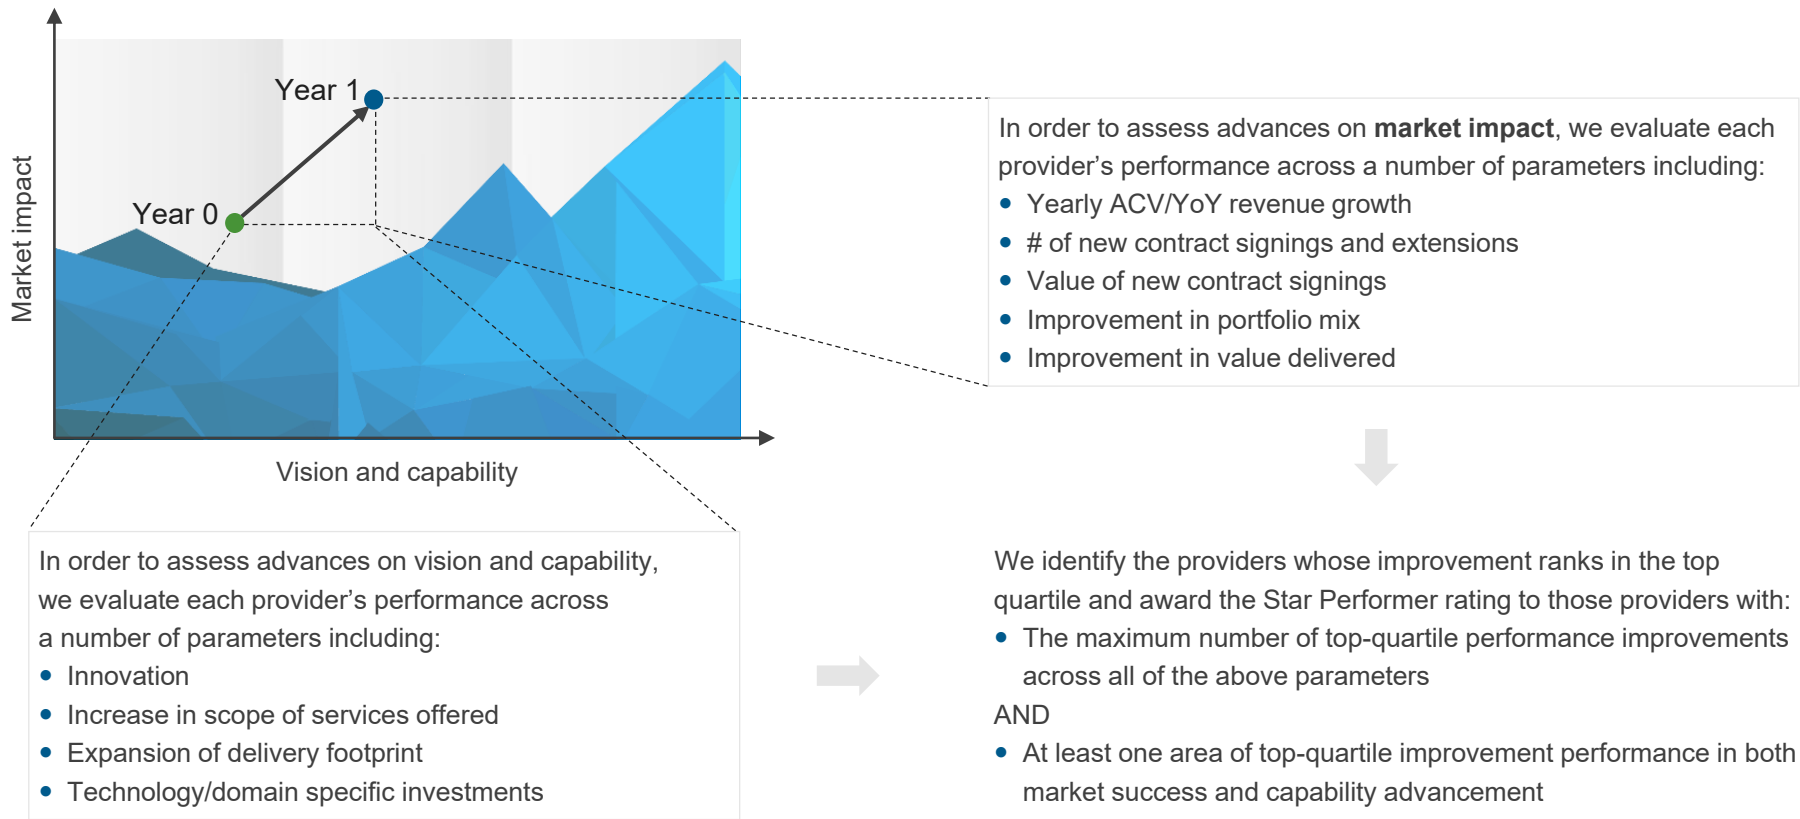 Market impact
Year 1
Year 0
Vision and capability
In order to assess advances on market impact, we evaluate each
provider’s performance across a number of parameters including:
• Yearly ACV/YoY revenue growth
• # of new contract signings and extensions
• Value of new contract signings
• Improvement in portfolio mix
• Improvement in value delivered
In order to assess advances on vision and capability,
we evaluate each provider’s performance across
a number of parameters including:
• Innovation
• Increase in scope of services offered
• Expansion of delivery footprint
• Technology/domain specific investments
We identify the providers whose improvement ranks in the top
quartile and award the Star Performer rating to those providers with:
• The maximum number of top-quartile performance improvements
across all of the above parameters
AND
• At least one area of top-quartile improvement performance in both
market success and capability advancement